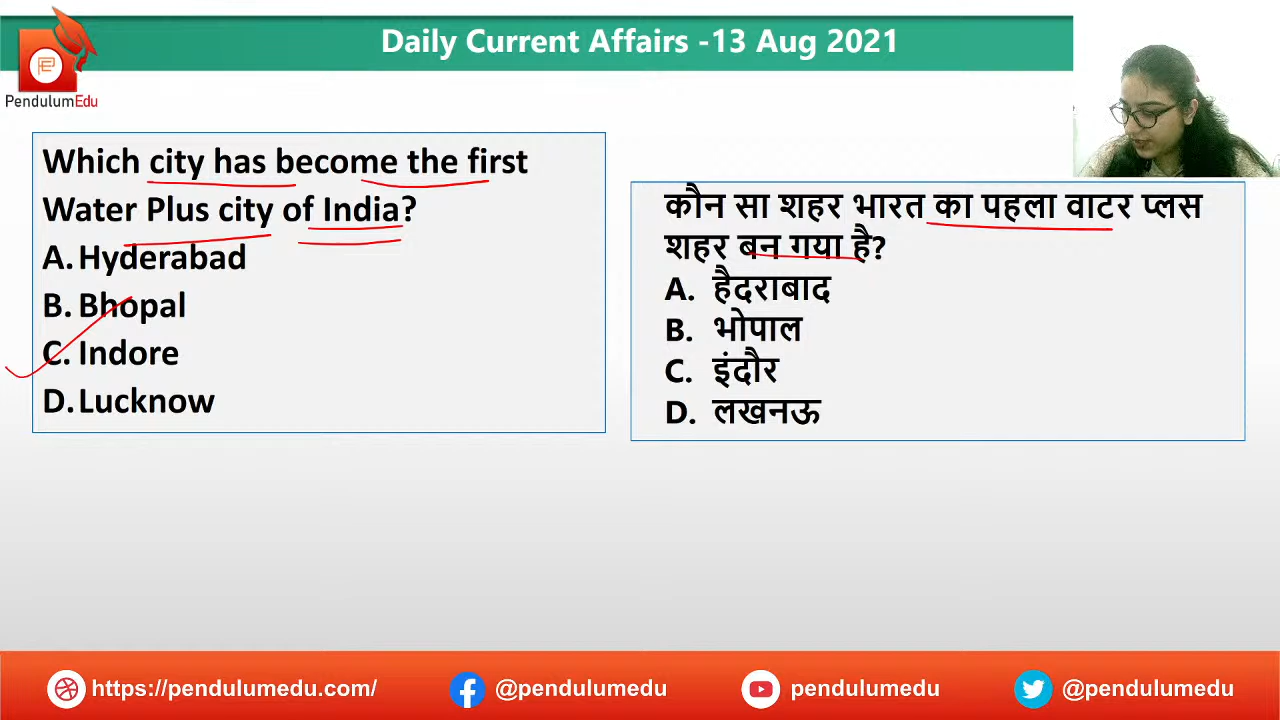 Daily Current Affairs -13 Aug 2021
PendulumEdu
Which city has become the first
Water Plus city of India?
A. Hyderabad
B. Bhopal
C. Indore
D. Lucknow
कौन सा शहर भारत का पहला वाटर प्लस
शहर बन गया है?
A. हैदराबाद
B. भोपाल
C. इंदौर
D. लखनऊ
https://pendulumedu.com/
@pendulumedu
pendulumedu
@pendulumedu